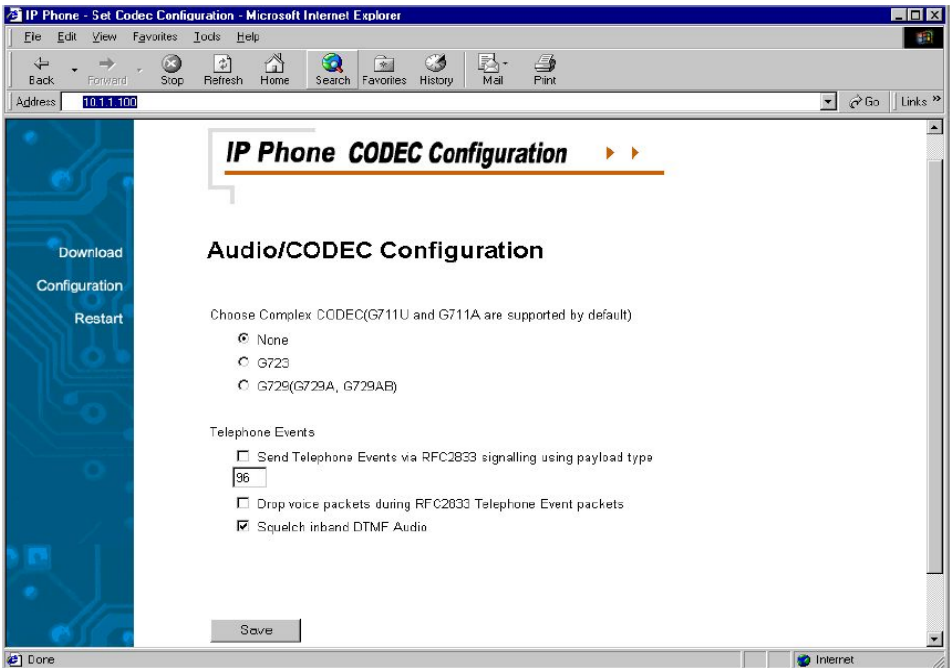 IP Phone - Set Codec Configuration - Microsoft Internet Explorer
File Edit View Favorites Tools Help
Back Forward Stop Refresh Home Search Favorites History Mail Print
Address 10.1.1.100 Go Links »
IP Phone CODEC Configuration
Download
Configuration
Restart
Audio/CODEC Configuration
Choose Complex CODEC(G711U and G711A are supported by default)
None
G723
G729(G729A, G729AB)
Telephone Events
Send Telephone Events via RFC2833 signalling using payload type
96
Drop voice packets during RFC2833 Telephone Event packets
Squelch inband DTMF Audio
Save
Done Internet